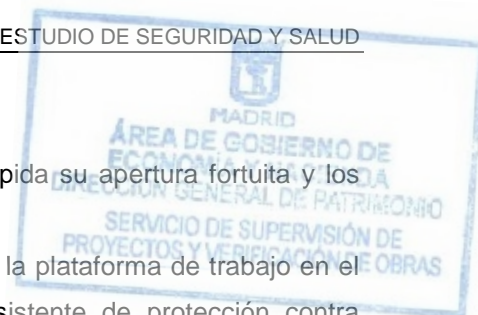 ESTUDIO DE SEGURIDAD Y SALUD
MADRID
ÁREA DE GOBIERNO DE
ECONOMÍA Y HACIENDA
pida su apertura fortuita y los
DIRECCIÓN GENERAL DE PATRIMONIO
SERVICIO DE SUPERVISIÓN DE
PROYECTOS Y VERIFICACIÓN DE OBRAS
la plataforma de trabajo en el
sistente de protección contra